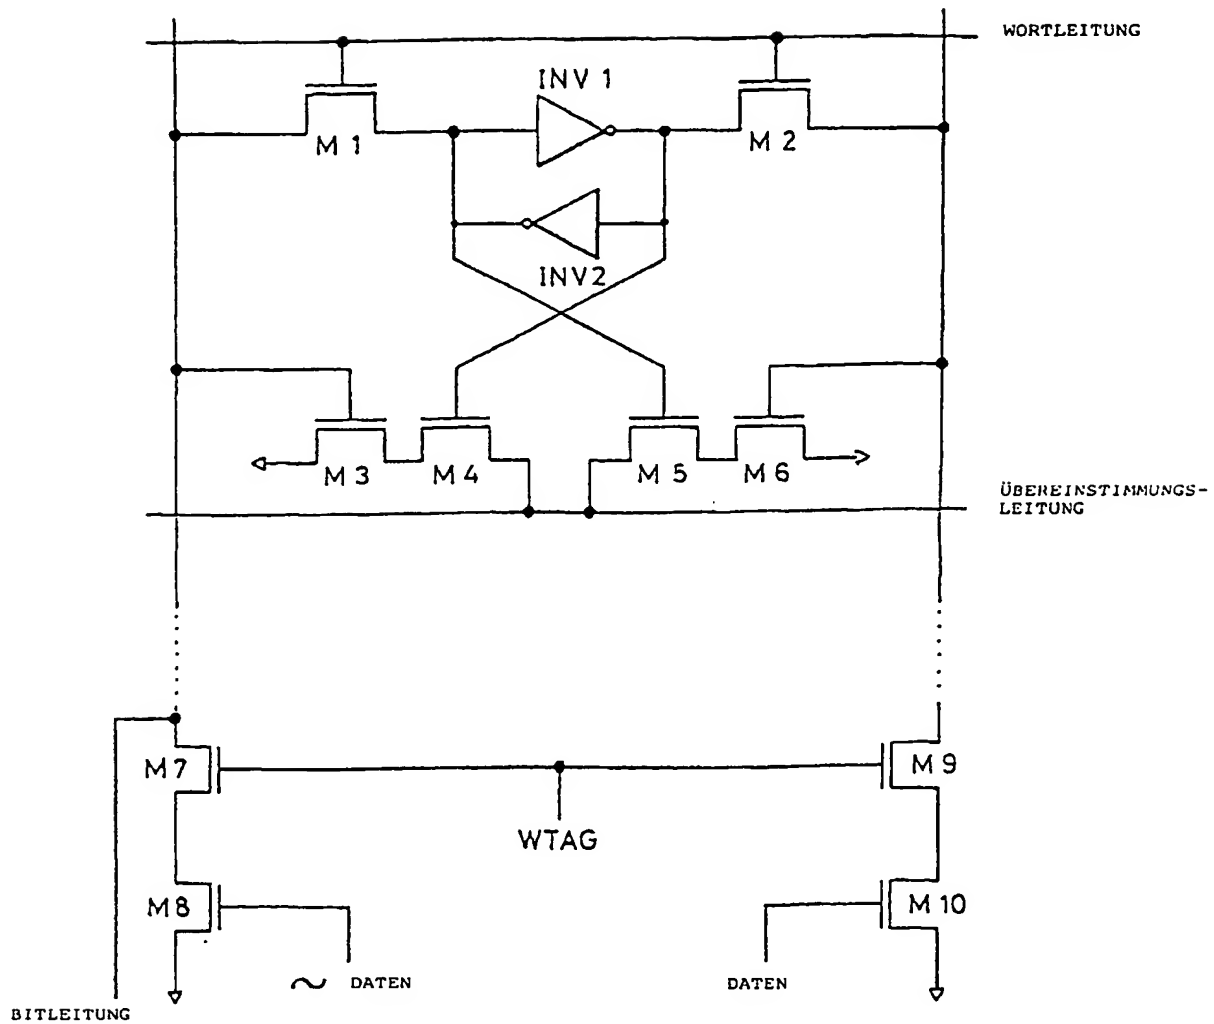 WORTLEITUNG
INV 1
M 1
M 2
INV2
M 3
M 4
M 5
M 6
ÜBEREINSTIMMUNGS-
LEITUNG
M 7
M 9
WTAG
M8
M 10
~ DATEN
DATEN
BITLEITUNG